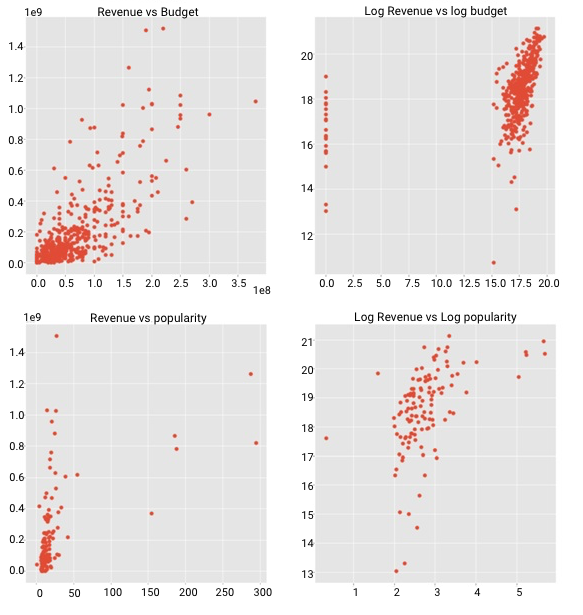 Revenue vs Budget
1e9
1.4
1.2
1.0
0.8
0.6
0.4
0.2
0.0
0.0 0.5 1.0 1.5 2.0 2.5 3.0 3.5
1e8
Log Revenue vs log budget
20
18
16
14
12
0.0 2.5 5.0 7.5 10.0 12.5 15.0 17.5 20.0
Revenue vs popularity
1e9
1.4
1.2
1.0
0.8
0.6
0.4
0.2
0.0
0 50 100 150 200 250 300
Log Revenue vs Log popularity
21
20
19
18
17
16
15
14
13
1 2 3 4 5